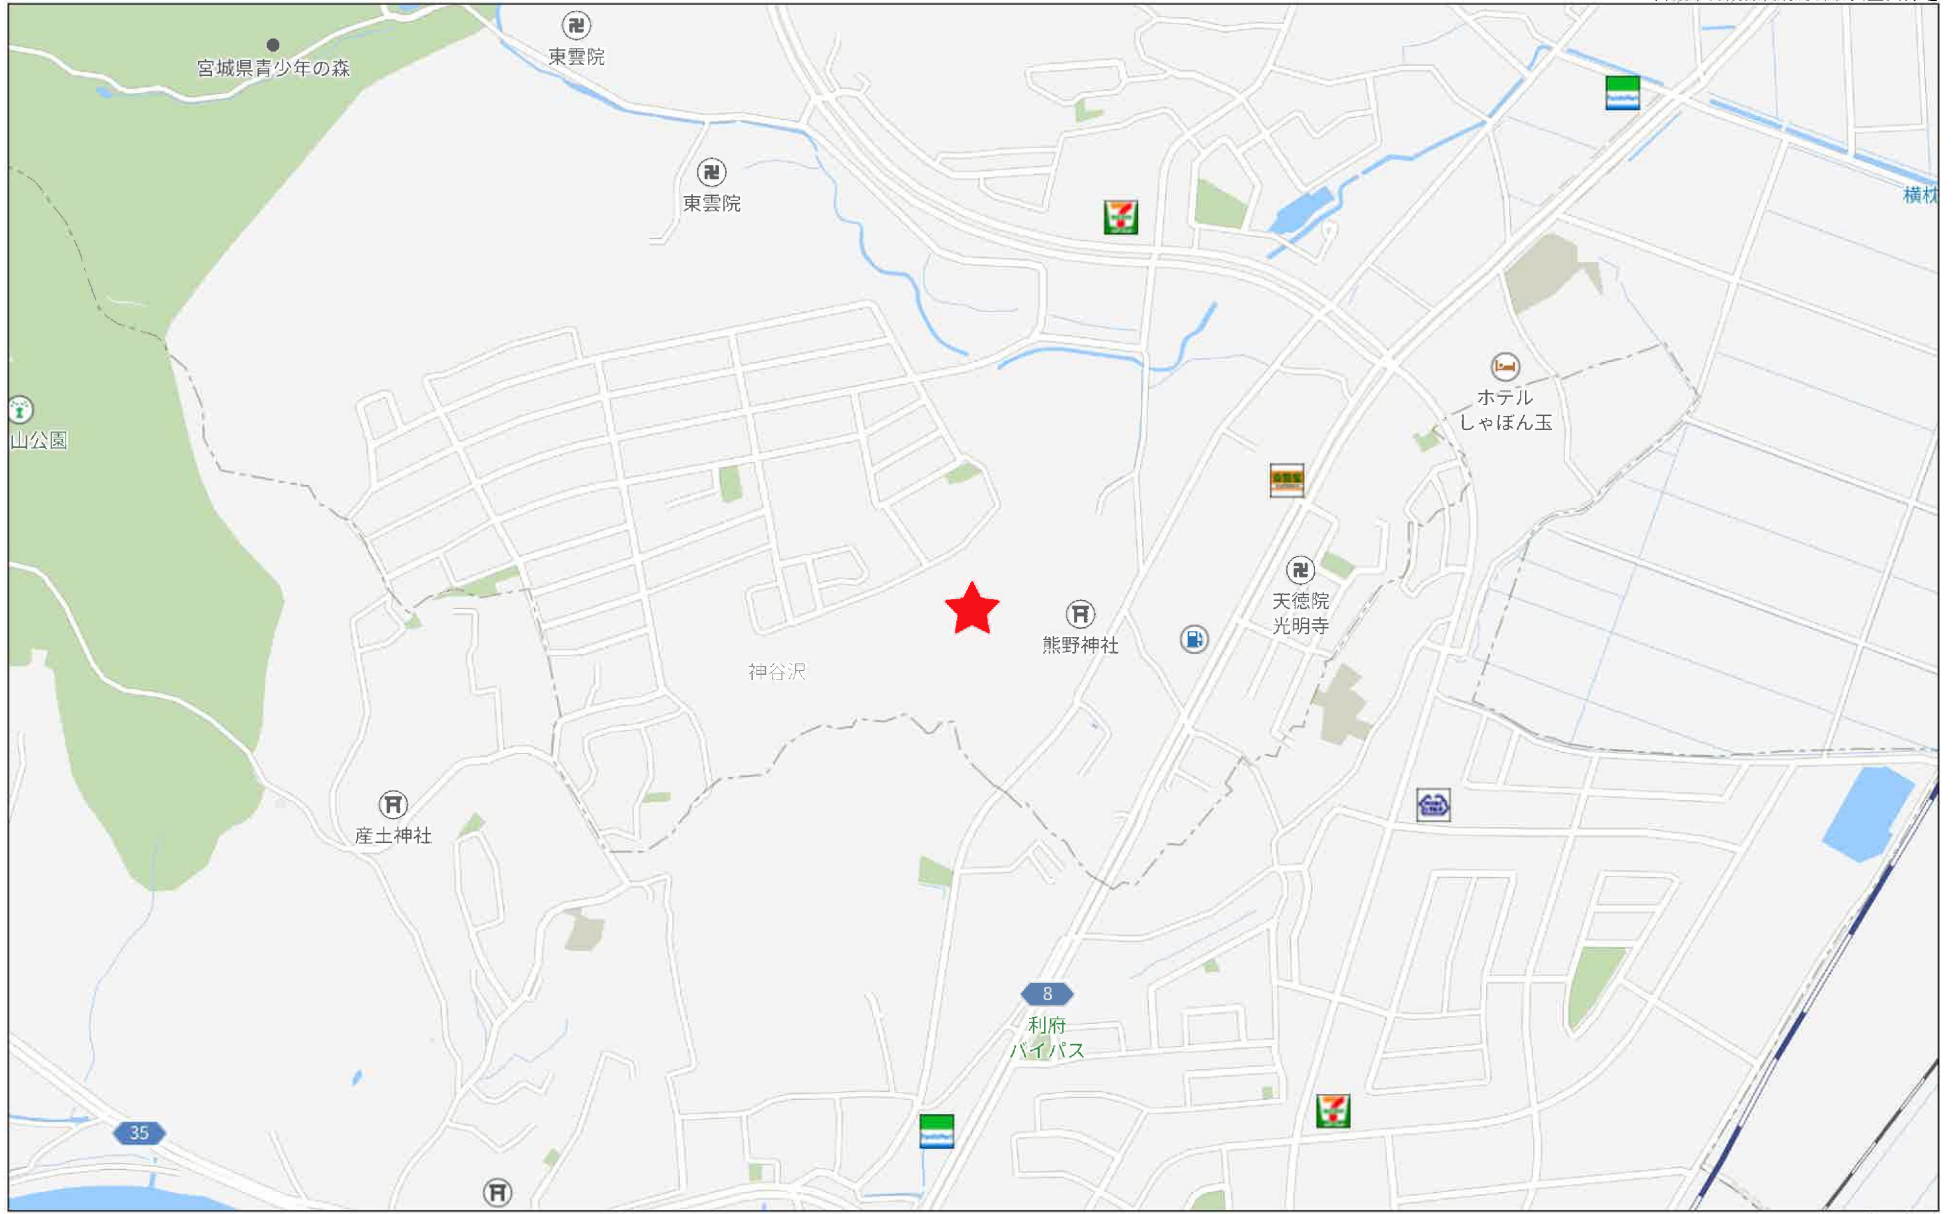 宮城県青少年の森
東雲院
東雲院
横枕
山公園
ホテル
しゃぼん玉
天徳院
光明寺
熊野神社
神谷沢
産土神社
8
利府
バイパス
35